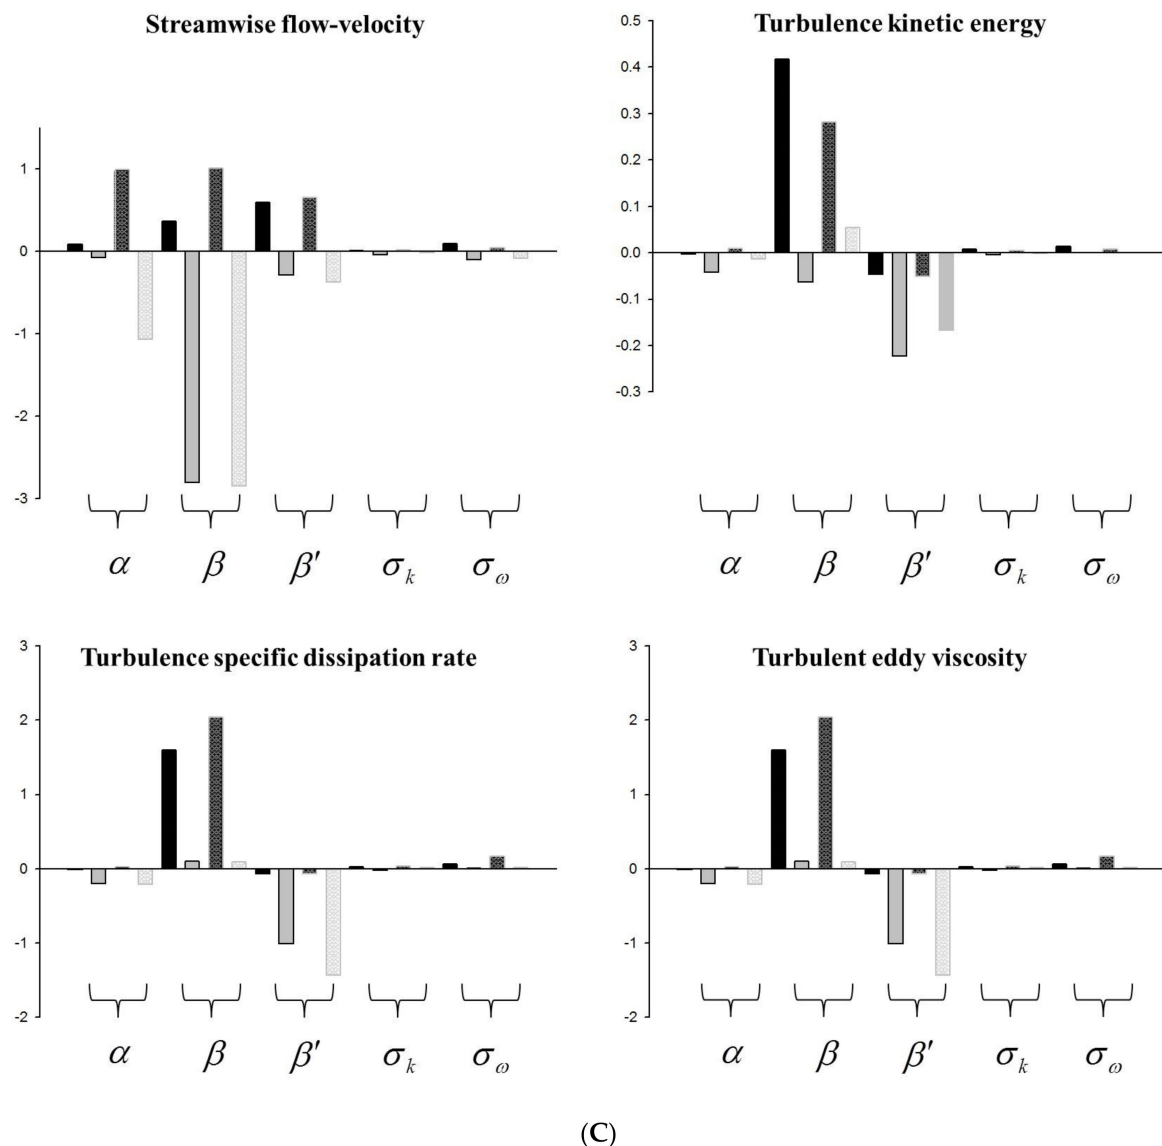 Streamwise flow-velocity
1
0
-1
-2
-3
α β β′ σk σω
Turbulence kinetic energy
0.5
0.4
0.3
0.2
0.1
0.0
-0.1
-0.2
-0.3
α β β′ σk σω
Turbulence specific dissipation rate
3
2
1
0
-1
-2
α β β′ σk σω
Turbulent eddy viscosity
3
2
1
0
-1
-2
α β β′ σk σω
(C)